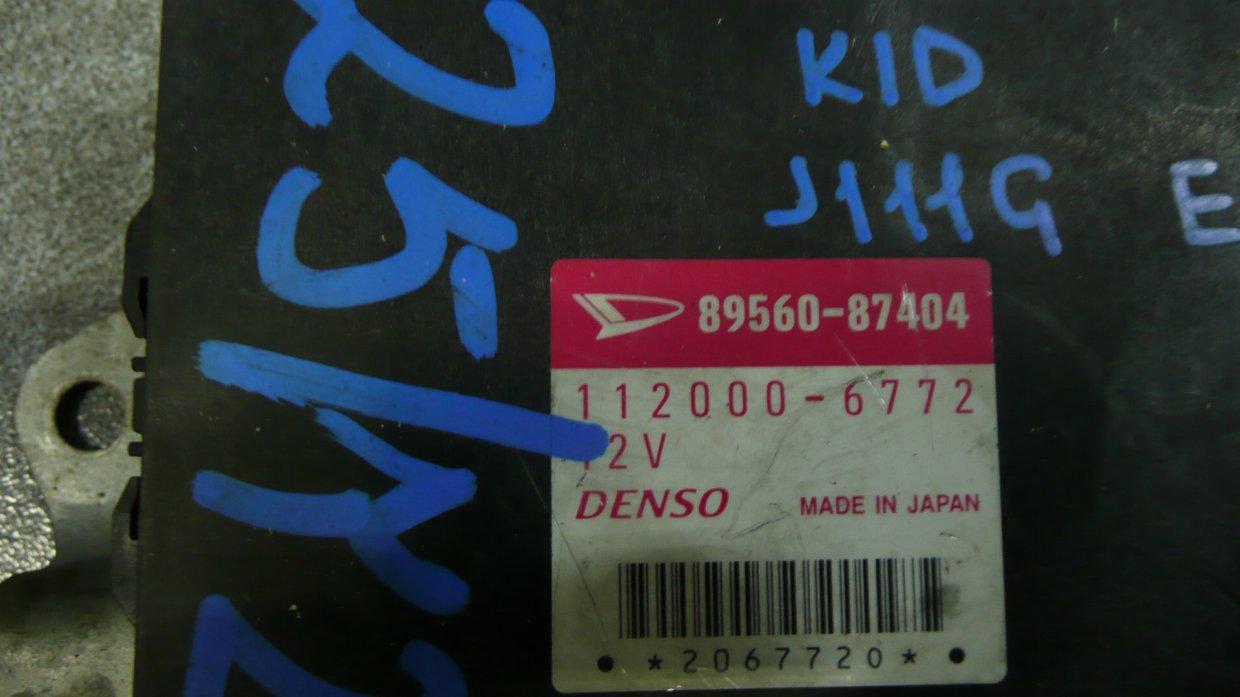 KID
J111G E
89560-87404
112000-6772
12V
DENSO MADE IN JAPAN
*2067720*